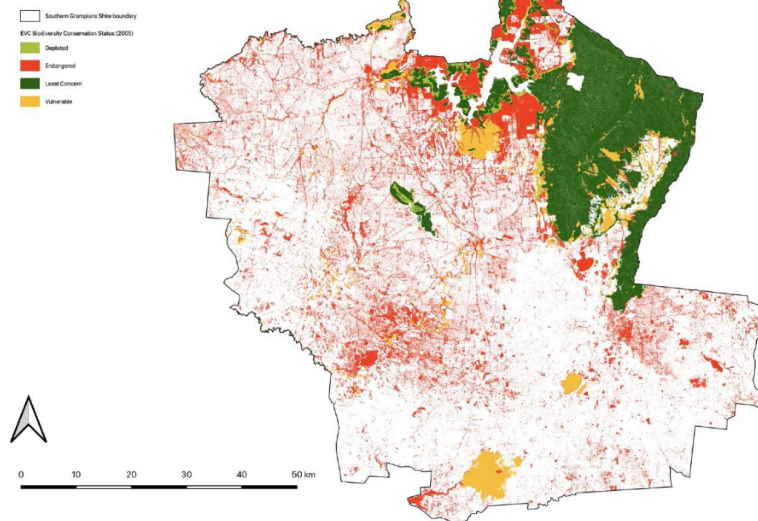 Southern Grampians Shire boundary
EVC Biodiversity Conservation Status (2005)
Depleted
Endangered
Least Concern
Vulnerable
0 10 20 30 40 50 km